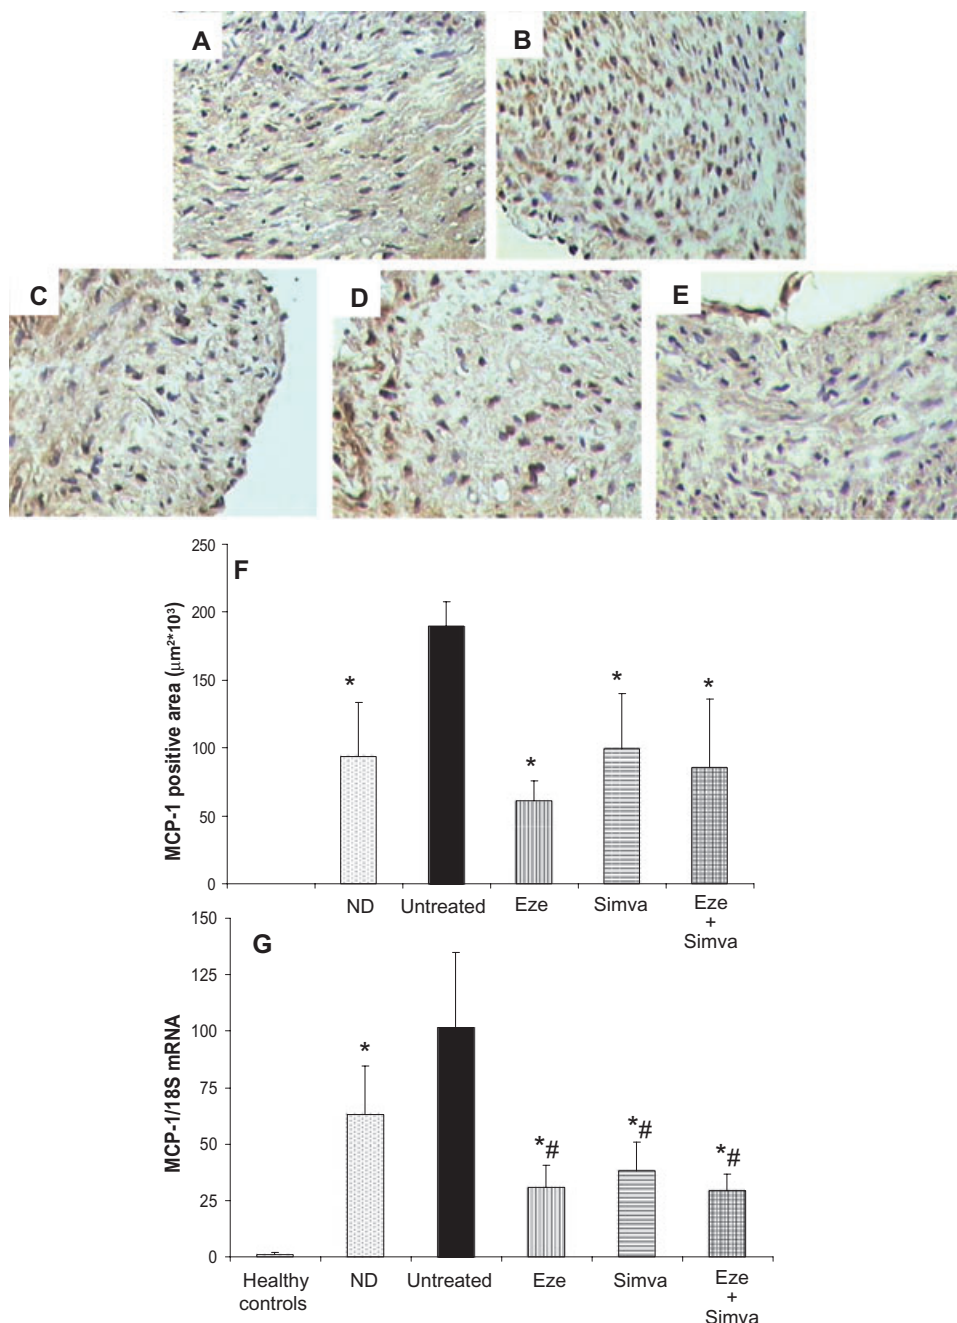 A
B
C
D
E
F
MCP-1 positive area (μm²*10³)
250
200
150
100
50
0
*
*
*
*
ND
Untreated
Eze
Simva
Eze
+
Simva
G
MCP-1/18S mRNA
150
125
100
75
50
25
0
*
*#
*#
*#
Healthy
controls
ND
Untreated
Eze
Simva
Eze
+
Simva